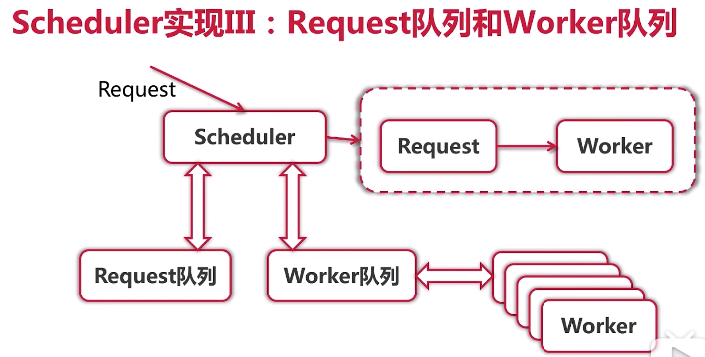 Scheduler实现III：Request队列和Worker队列
Request
Scheduler
Request
Worker
Request队列
Worker队列
Worker